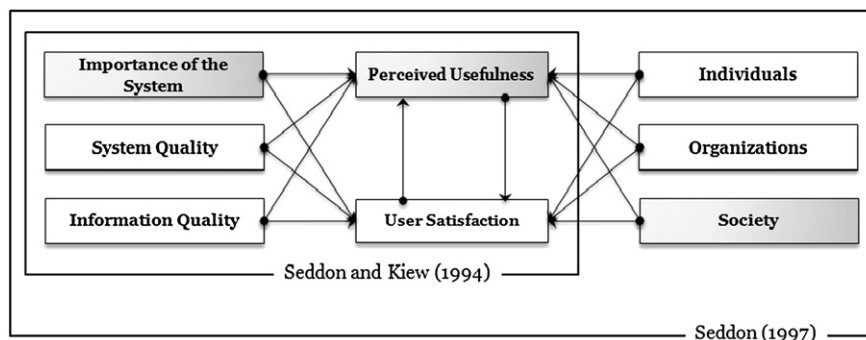 Importance of the
System
Perceived Usefulness
Individuals
System Quality
Organizations
Information Quality
User Satisfaction
Society
Seddon and Kiew (1994)
Seddon (1997)